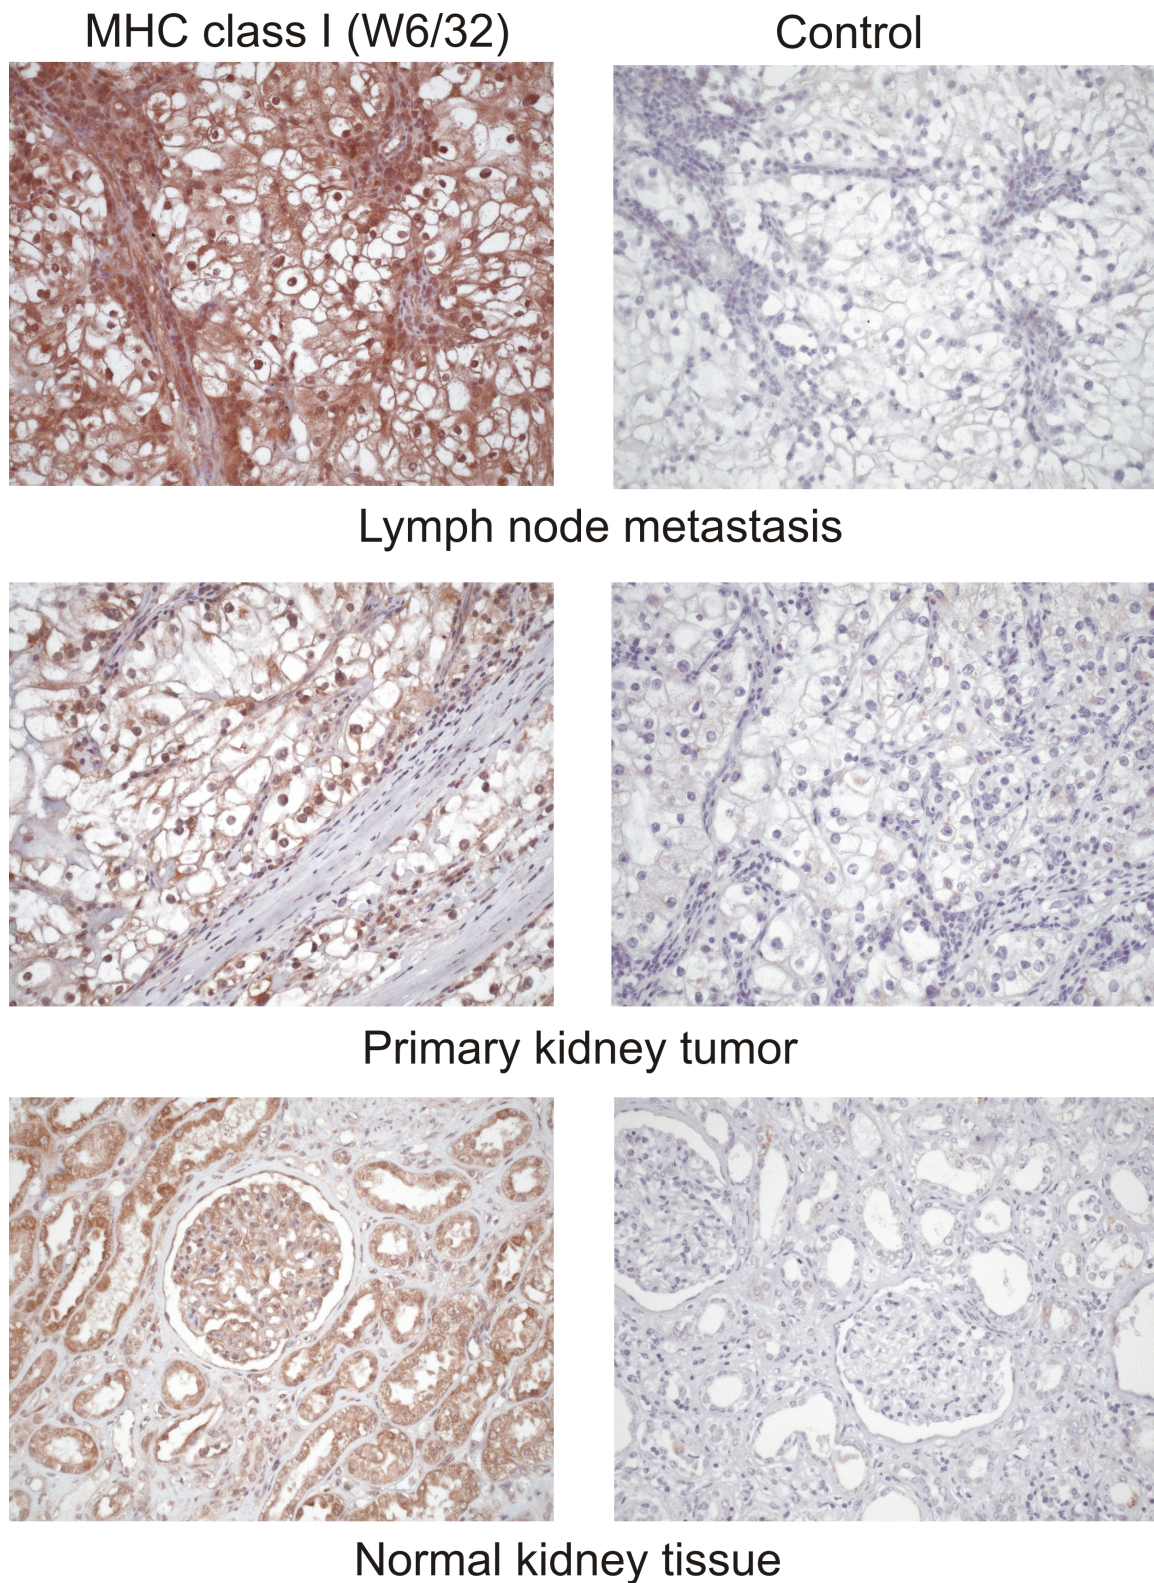 MHC class I (W6/32)
Control
Lymph node metastasis
Primary kidney tumor
Normal kidney tissue